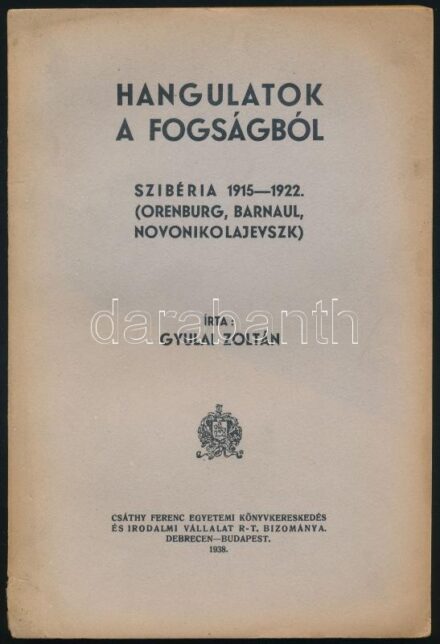 HANGULATOK
A FOGSÁGBÓL
SZIBÉRIA 1915—1922.
(ORENBURG, BARNAUL,
NOVONIKOLAJEVSZK)
darabanth
ÍRTA:
GYULAI ZOLTÁN
CSÁTHY FERENC EGYETEMI KÖNYVKERESKEDÉS
ÉS IRODALMI VÁLLALAT R-T. BIZOMÁNYA.
DEBRECEN—BUDAPEST.
1938.